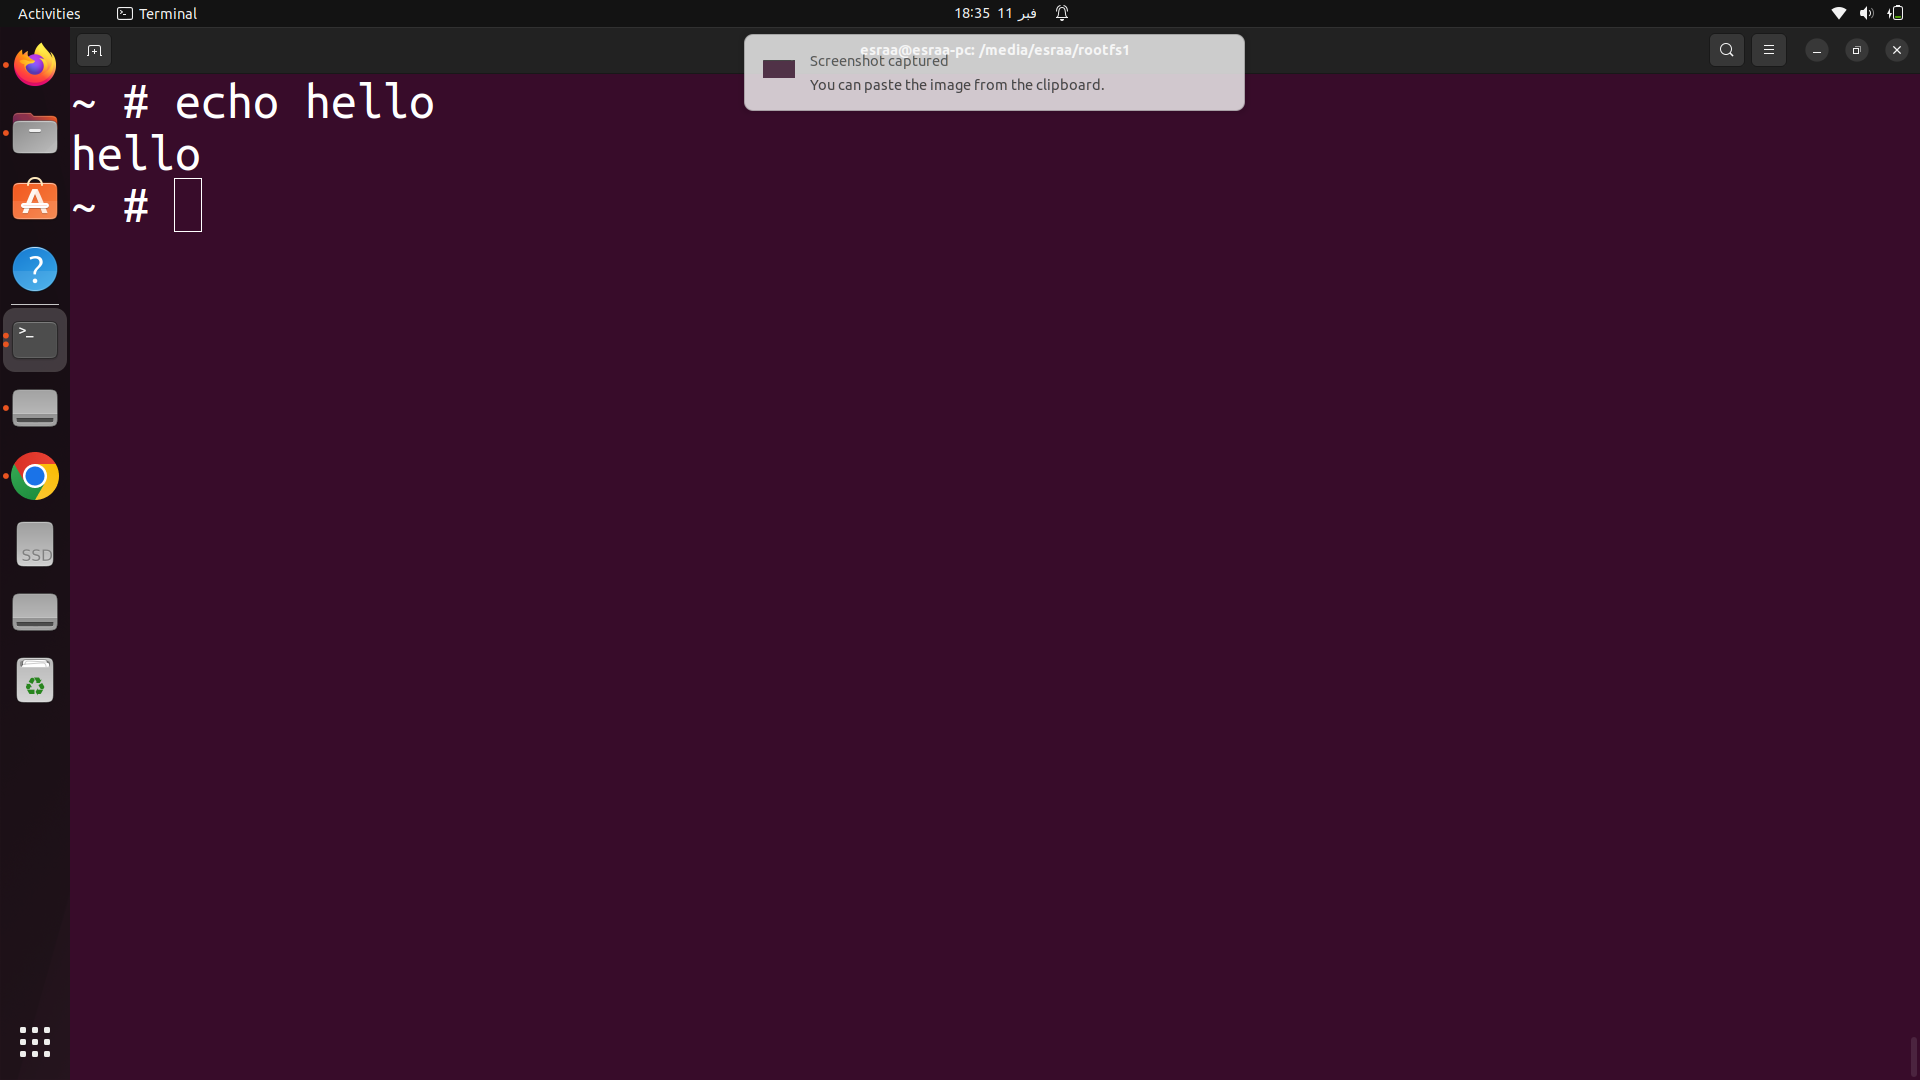 Activities
Terminal
18:35 11 فبر
esraa@esraa-pc: /media/esraa/rootfs1
Screenshot captured
You can paste the image from the clipboard.
~ # echo hello
hello
~ #
>_
SSD